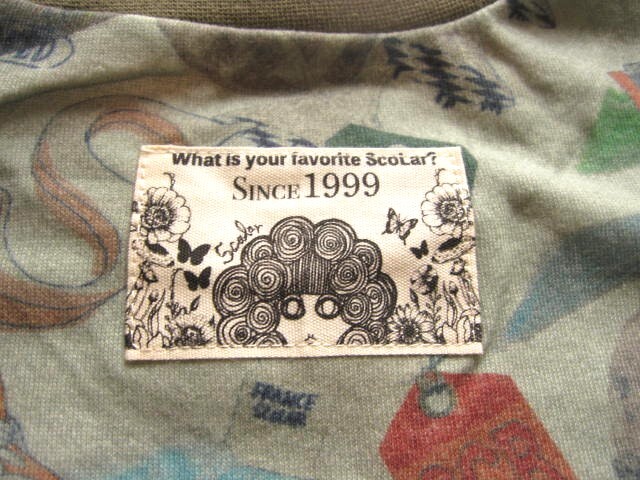 What is your favorite ScoLar?
SINCE 1999
Scolar
FRANCE